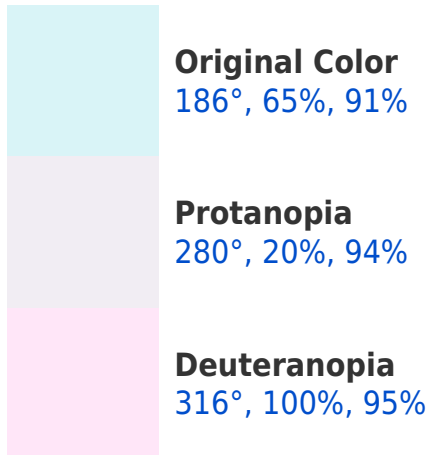 Original Color
186°, 65%, 91%
Protanopia
280°, 20%, 94%
Deuteranopia
316°, 100%, 95%